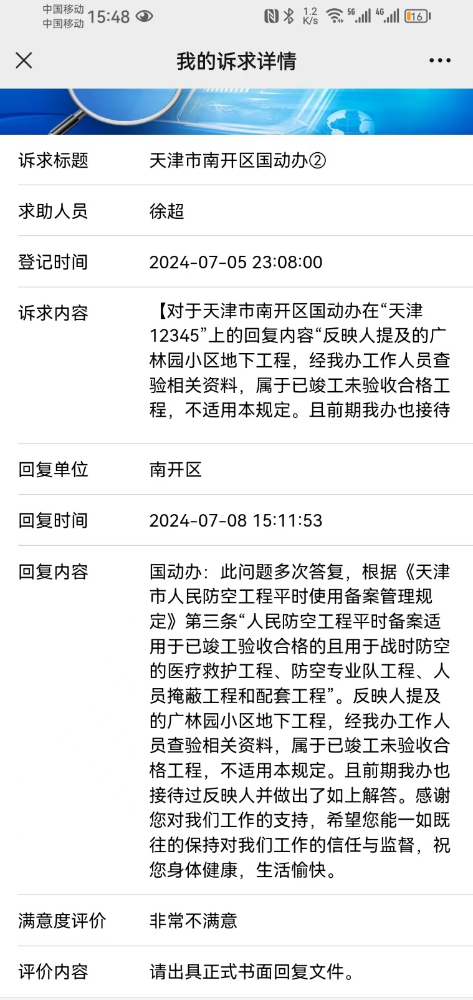 中国移动
中国移动
15:48
1.2
K/s
5G
4G
16
我的诉求详情
诉求标题 天津市南开区国动办②
求助人员 徐超
登记时间 2024-07-05 23:08:00
诉求内容 【对于天津市南开区国动办在“天津
12345”上的回复内容“反映人提及的广
林园小区地下工程，经我办工作人员查
验相关资料，属于已竣工未验收合格工
程，不适用本规定。且前期我办也接待
回复单位 南开区
回复时间 2024-07-08 15:11:53
回复内容 国动办：此问题多次答复，根据《天津
市人民防空工程平时使用备案管理规
定》第三条“人民防空工程平时备案适
用于已竣工验收合格的且用于战时防空
的医疗救护工程、防空专业队工程、人
员掩蔽工程和配套工程”。反映人提及
的广林园小区地下工程，经我办工作人
员查验相关资料，属于已竣工未验收合
格工程，不适用本规定。且前期我办也
接待过反映人并做出了如上解答。感谢
您对我们工作的支持，希望您能一如既
往的保持对我们工作的信任与监督，祝
您身体健康，生活愉快。
满意度评价 非常不满意
评价内容 请出具正式书面回复文件。